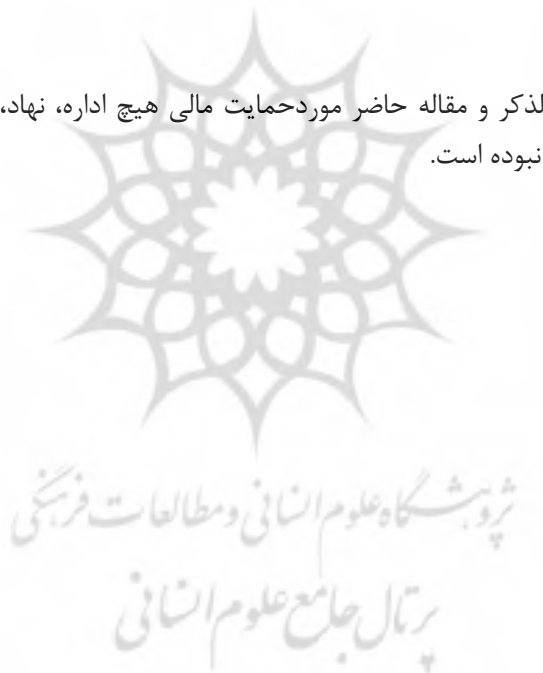 لذکر و مقاله حاضر موردحمایت مالی هیچ اداره، نهاد،
نبوده است.
پژوهشگاه علوم انسانی و مطالعات فرهنگی
پرتال جامع علوم انسانی